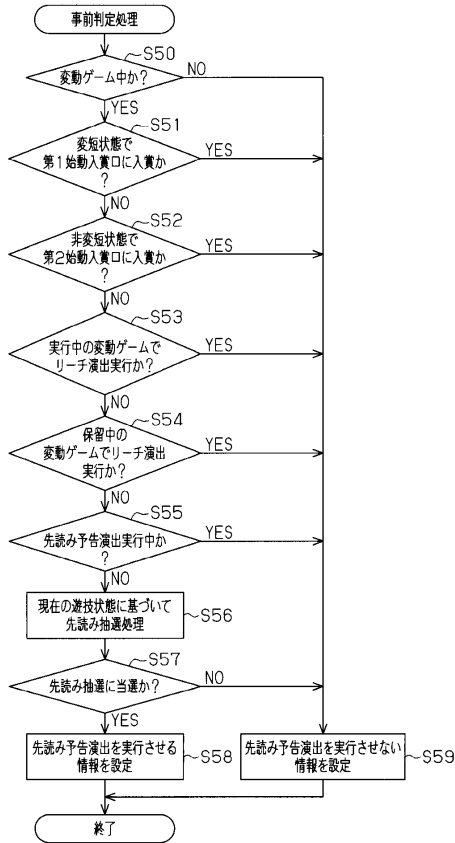 事前判定処理
S50
変動ゲーム中か?
NO
YES
S51
変短状態で
第1始動入賞口に入賞か
?
YES
NO
S52
非変短状態で
第2始動入賞口に入賞か
?
YES
NO
S53
実行中の変動ゲームで
リーチ演出実行か?
YES
NO
S54
保留中の
変動ゲームでリーチ演出
実行か?
YES
NO
S55
先読み予告演出実行中か
?
YES
NO
現在の遊技状態に基づいて
先読み抽選処理
S56
S57
先読み抽選に当選か?
NO
YES
先読み予告演出を実行させる
情報を設定
S58
先読み予告演出を実行させない
情報を設定
S59
終了